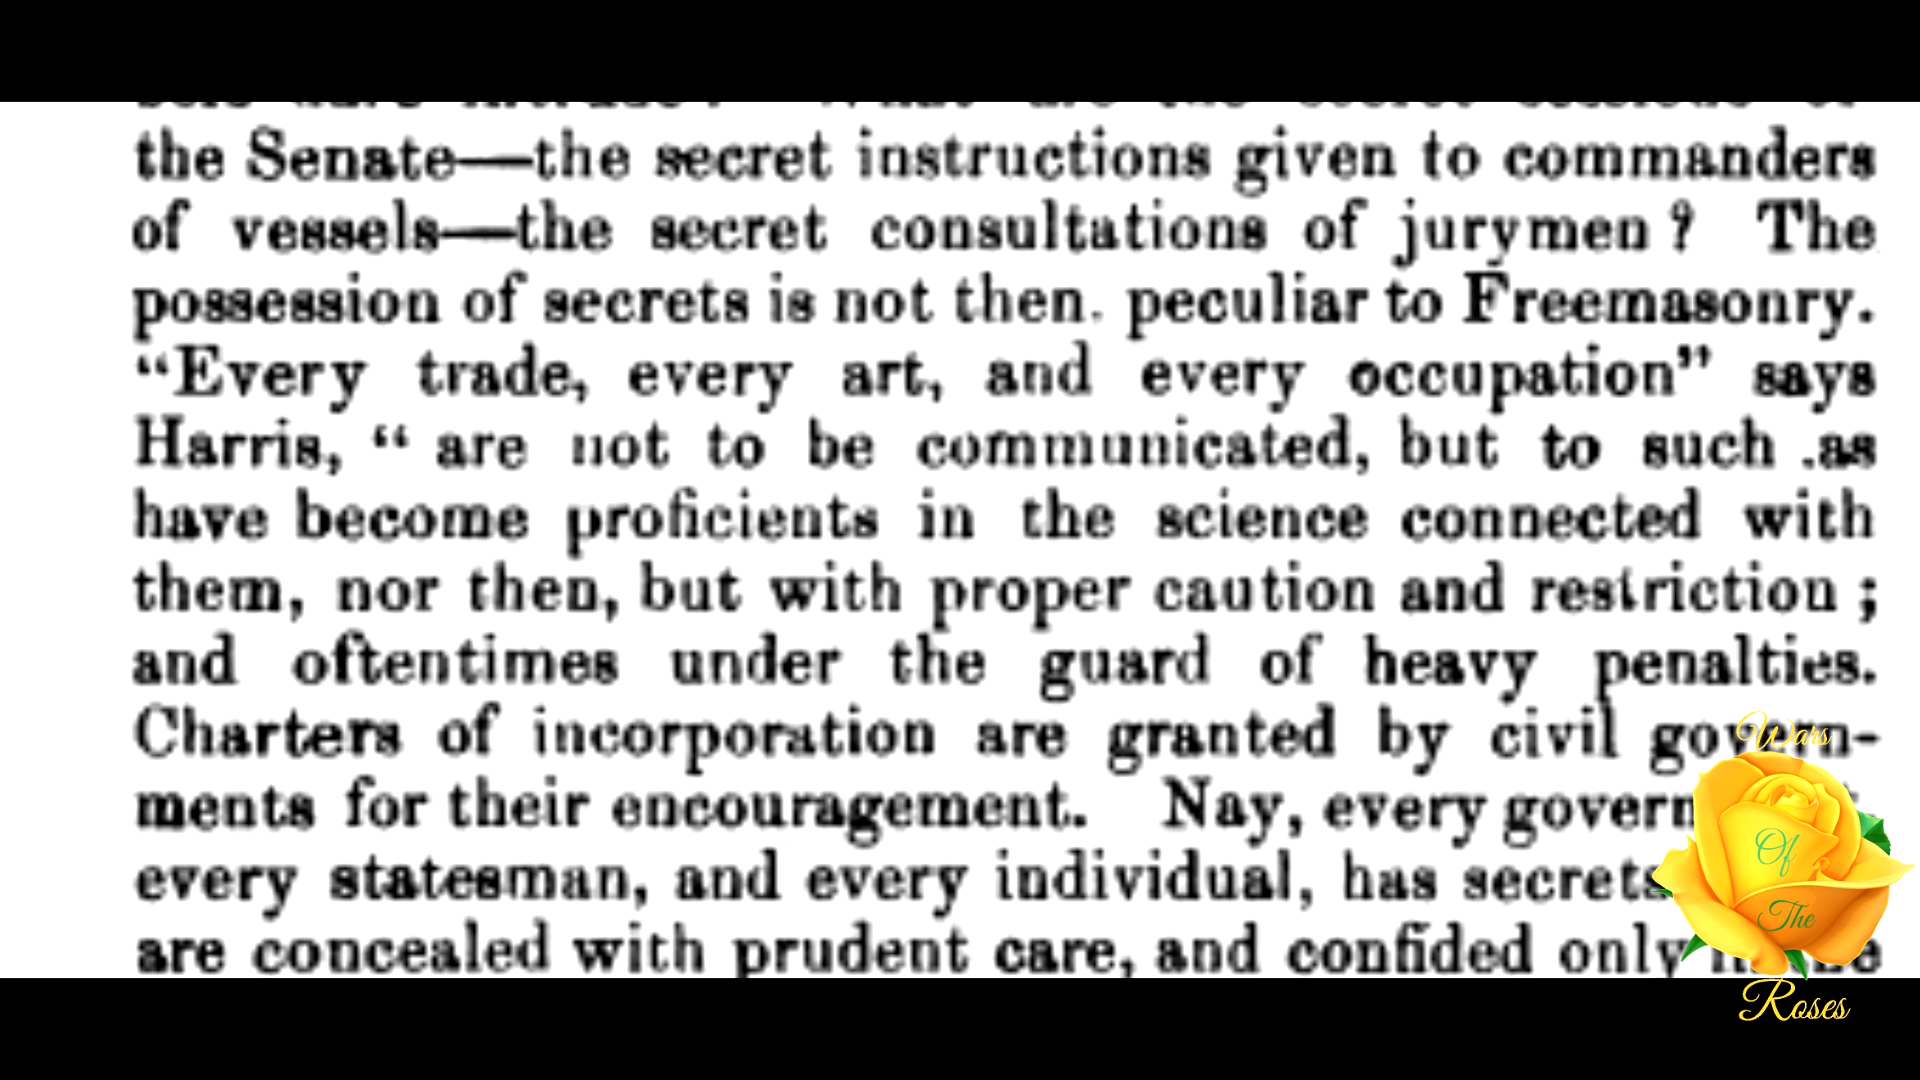 the Senate—the secret instructions given to commanders
of vessels—the secret consultations of jurymen? The
possession of secrets is not then. peculiar to Freemasonry.
“Every trade, every art, and every occupation” says
Harris, “ are not to be communicated, but to such .as
have become proficients in the science connected with
them, nor then, but with proper caution and restriction ;
and oftentimes under the guard of heavy penalties.
Charters of incorporation are granted by civil govern-
ments for their encouragement. Nay, every
every statesman, and every individual, has secrets
are concealed with prudent care, and confided only
Wars
Of
The
Roses